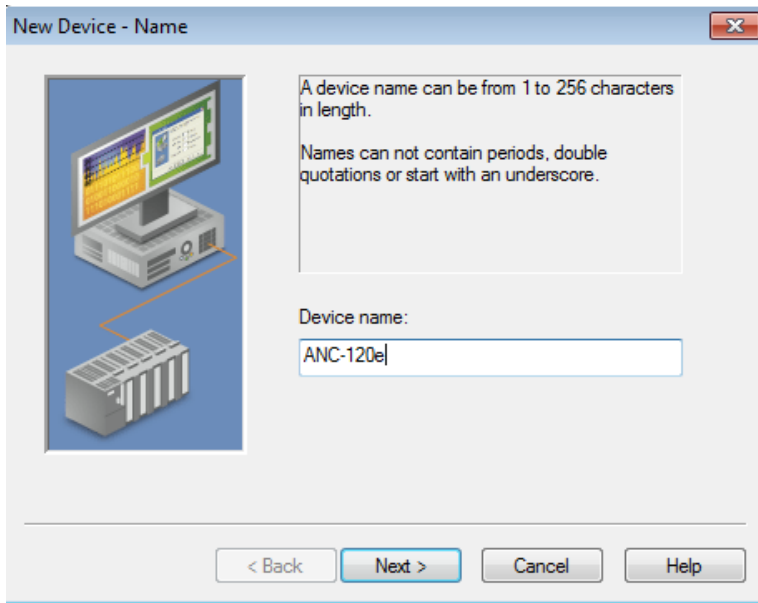 New Device - Name
A device name can be from 1 to 256 characters
in length.
Names can not contain periods, double
quotations or start with an underscore.
Device name:
ANC-120e
< Back
Next >
Cancel
Help